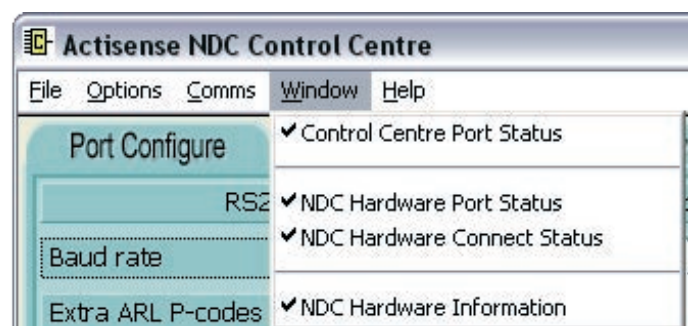 Actisense NDC Control Centre
File Options Comms Window Help
Port Configure
✔Control Centre Port Status
RS2
✔NDC Hardware Port Status
✔NDC Hardware Connect Status
Baud rate
Extra ARL P-codes
✔NDC Hardware Information